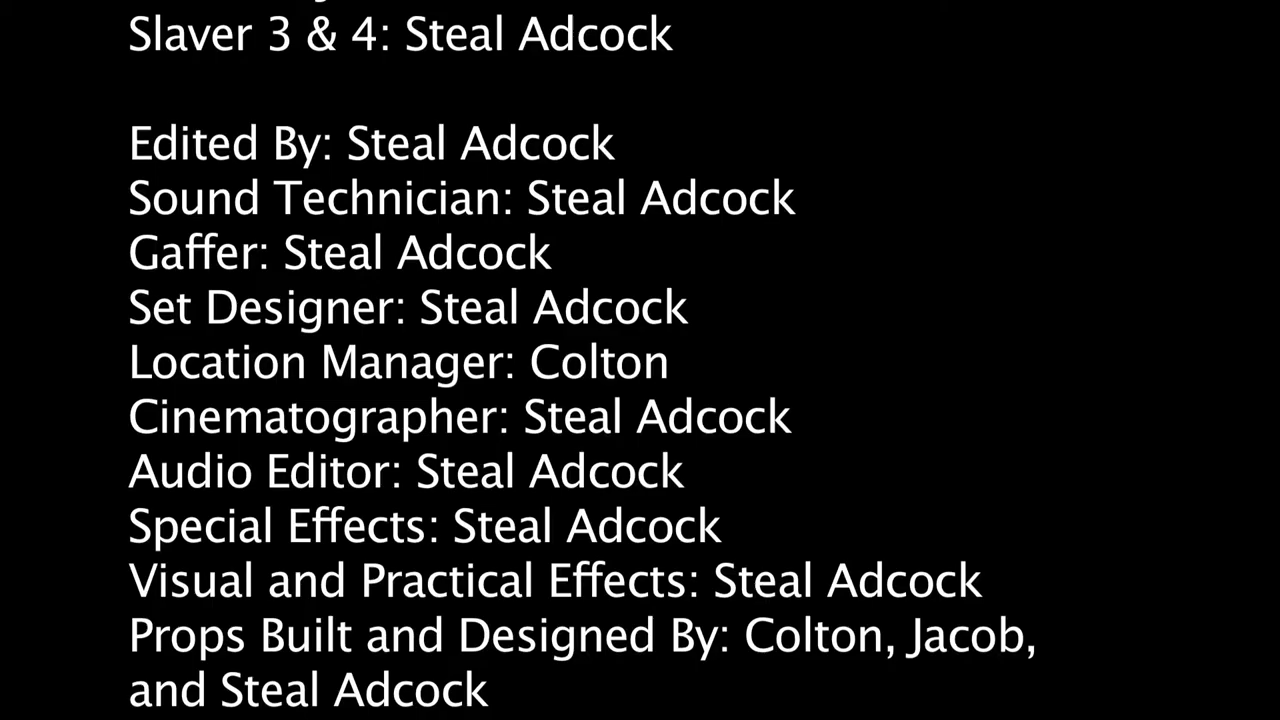 Slaver 3 & 4: Steal Adcock
Edited By: Steal Adcock
Sound Technician: Steal Adcock
Gaffer: Steal Adcock
Set Designer: Steal Adcock
Location Manager: Colton
Cinematographer: Steal Adcock
Audio Editor: Steal Adcock
Special Effects: Steal Adcock
Visual and Practical Effects: Steal Adcock
Props Built and Designed By: Colton, Jacob,
and Steal Adcock